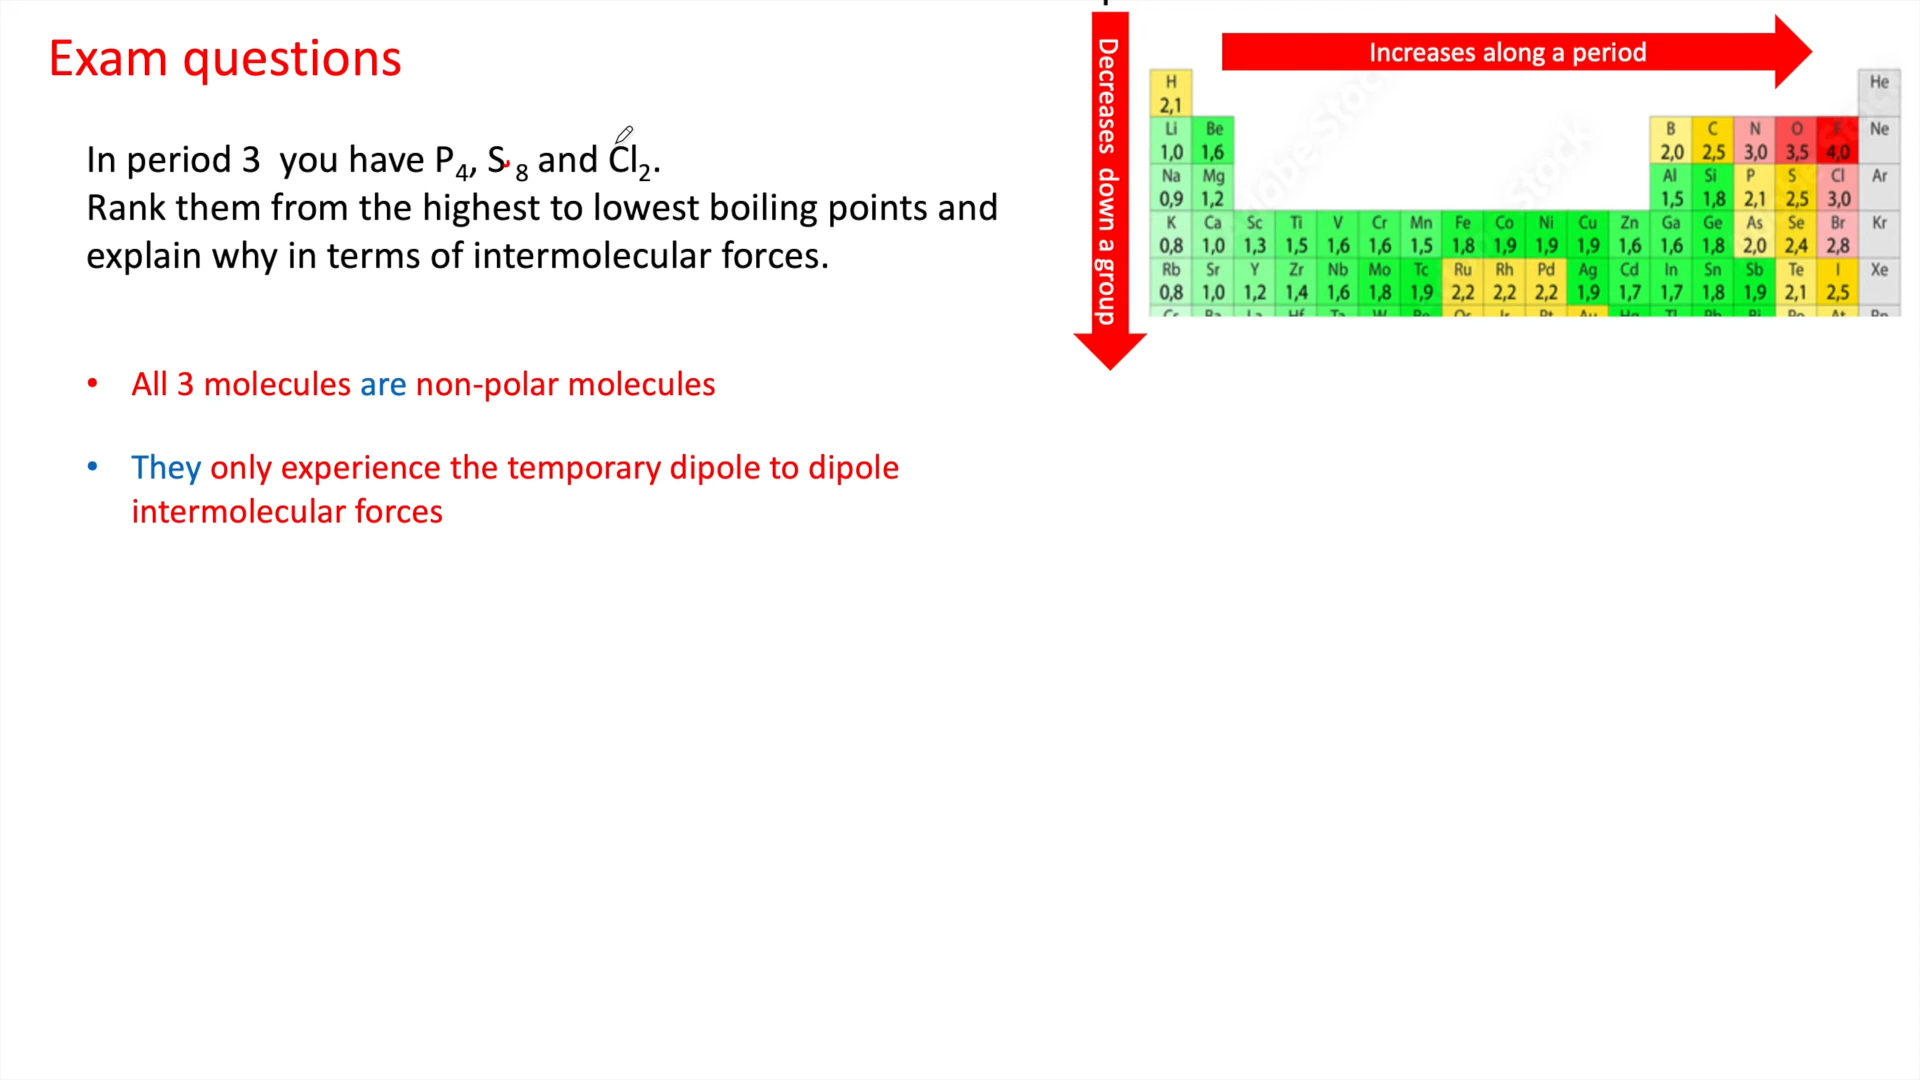 Exam questions
In period 3  you have P₄, S₈ and Cl₂.
Rank them from the highest to lowest boiling points and
explain why in terms of intermolecular forces.
• All 3 molecules are non-polar molecules
• They only experience the temporary dipole to dipole
intermolecular forces
Decreases down a group
Increases along a period
H He
2,1
Li Be B C N O F Ne
1,0 1,6 2,0 2,5 3,0 3,5 4,0
Na Mg Al Si P S Cl Ar
0,9 1,2 1,5 1,8 2,1 2,5 3,0
K Ca Sc Ti V Cr Mn Fe Co Ni Cu Zn Ga Ge As Se Br Kr
0,8 1,0 1,3 1,5 1,6 1,6 1,5 1,8 1,9 1,9 1,9 1,6 1,6 1,8 2,0 2,4 2,8
Rb Sr Y Zr Nb Mo Tc Ru Rh Pd Ag Cd In Sn Sb Te I Xe
0,8 1,0 1,2 1,4 1,6 1,8 1,9 2,2 2,2 2,2 1,9 1,7 1,7 1,8 1,9 2,1 2,5